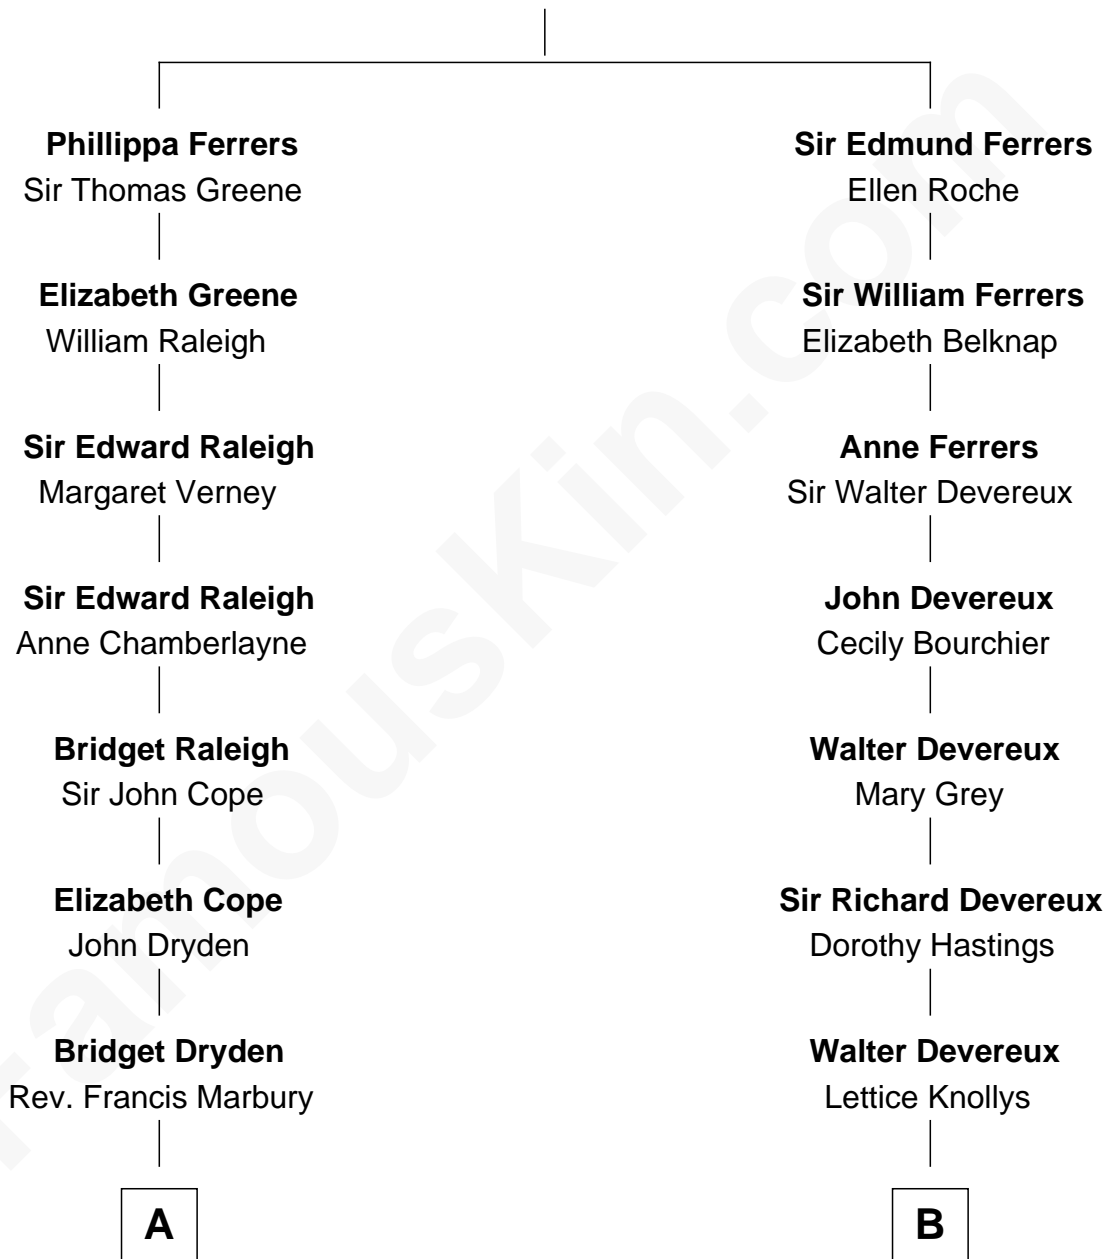 Phillippa Ferrers
Sir Thomas Greene
Elizabeth Greene
William Raleigh
Sir Edward Raleigh
Margaret Verney
Sir Edward Raleigh
Anne Chamberlayne
Bridget Raleigh
Sir John Cope
Elizabeth Cope
John Dryden
Bridget Dryden
Rev. Francis Marbury
A
Sir Edmund Ferrers
Ellen Roche
Sir William Ferrers
Elizabeth Belknap
Anne Ferrers
Sir Walter Devereux
John Devereux
Cecily Bourchier
Walter Devereux
Mary Grey
Sir Richard Devereux
Dorothy Hastings
Walter Devereux
Lettice Knollys
B
famouskin.com